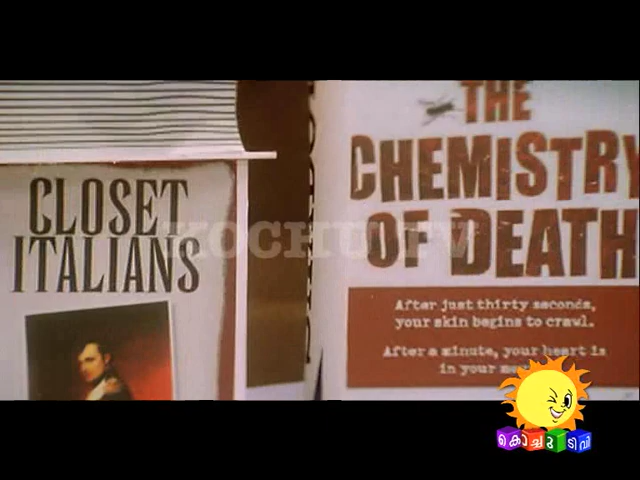 CLOSET
ITALIANS
THE
CHEMISTRY
OF DEATH
After just thirty seconds,
your skin begins to crawl.
After a minute, your heart is
in your
KOCHU TV
കൊച്ചു ടിവി